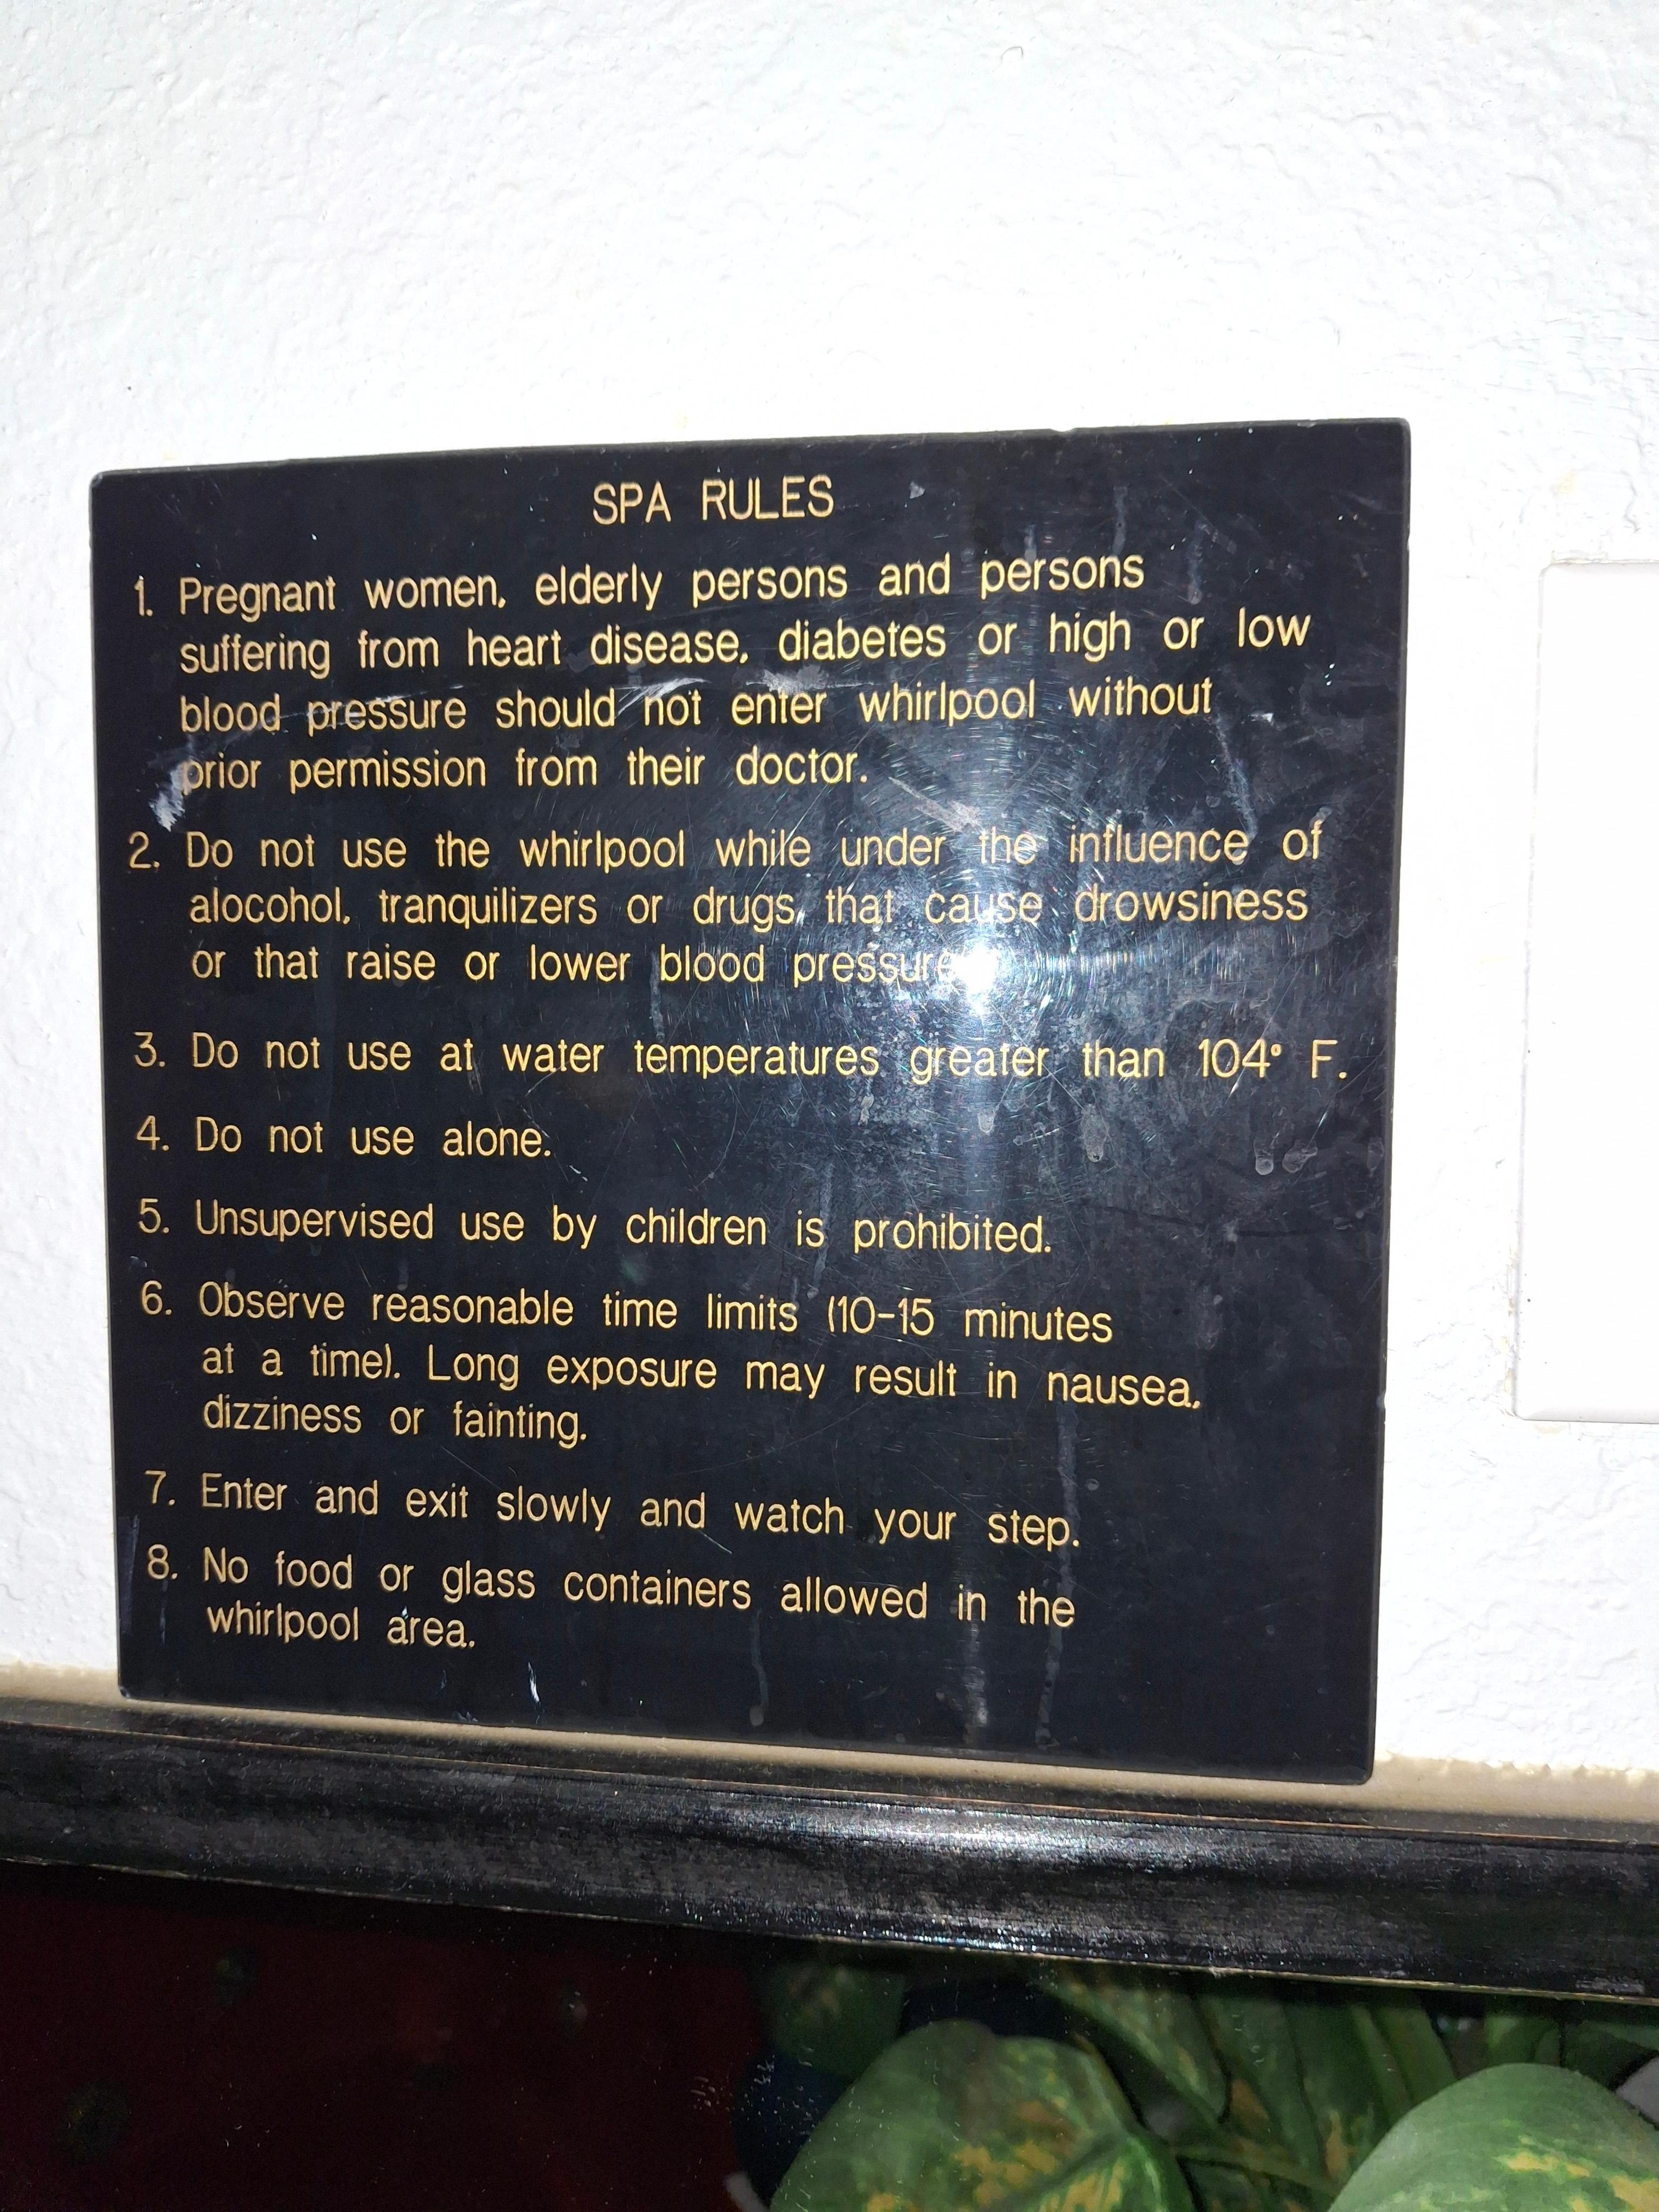 SPA RULES
1. Pregnant women, elderly persons and persons
suffering from heart disease, diabetes or high or low
blood pressure should not enter whirlpool without
prior permission from their doctor.
2. Do not use the whirlpool while under the influence of
alocohol, tranquilizers or drugs that cause drowsiness
or that raise or lower blood pressure
3. Do not use at water temperatures greater than 104° F.
4. Do not use alone.
5. Unsupervised use by children is prohibited.
6. Observe reasonable time limits (10-15 minutes
at a time). Long exposure may result in nausea,
dizziness or fainting.
7. Enter and exit slowly and watch your step.
8. No food or glass containers allowed in the
whirlpool area.